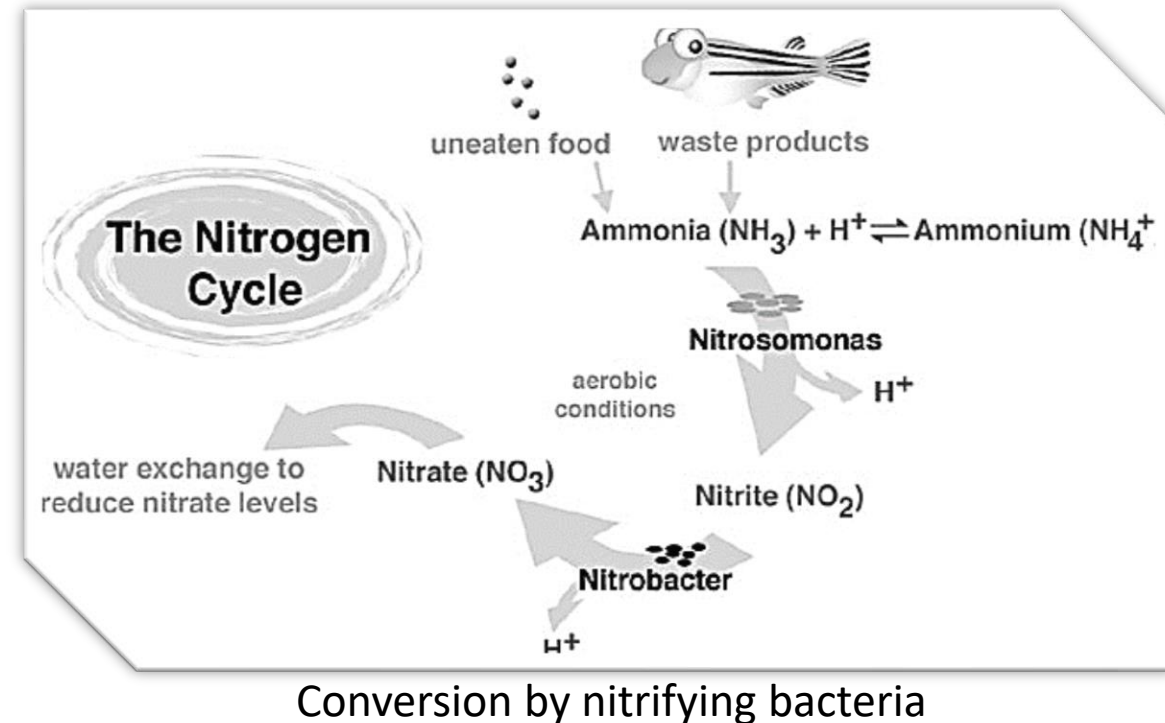 uneaten food
waste products
Ammonia (NH₃) + H⁺ ⇌ Ammonium (NH₄⁺
The Nitrogen
Cycle
Nitrosomonas
H⁺
aerobic
conditions
water exchange to
reduce nitrate levels
Nitrate (NO₃)
Nitrite (NO₂)
Nitrobacter
H⁺
Conversion by nitrifying bacteria